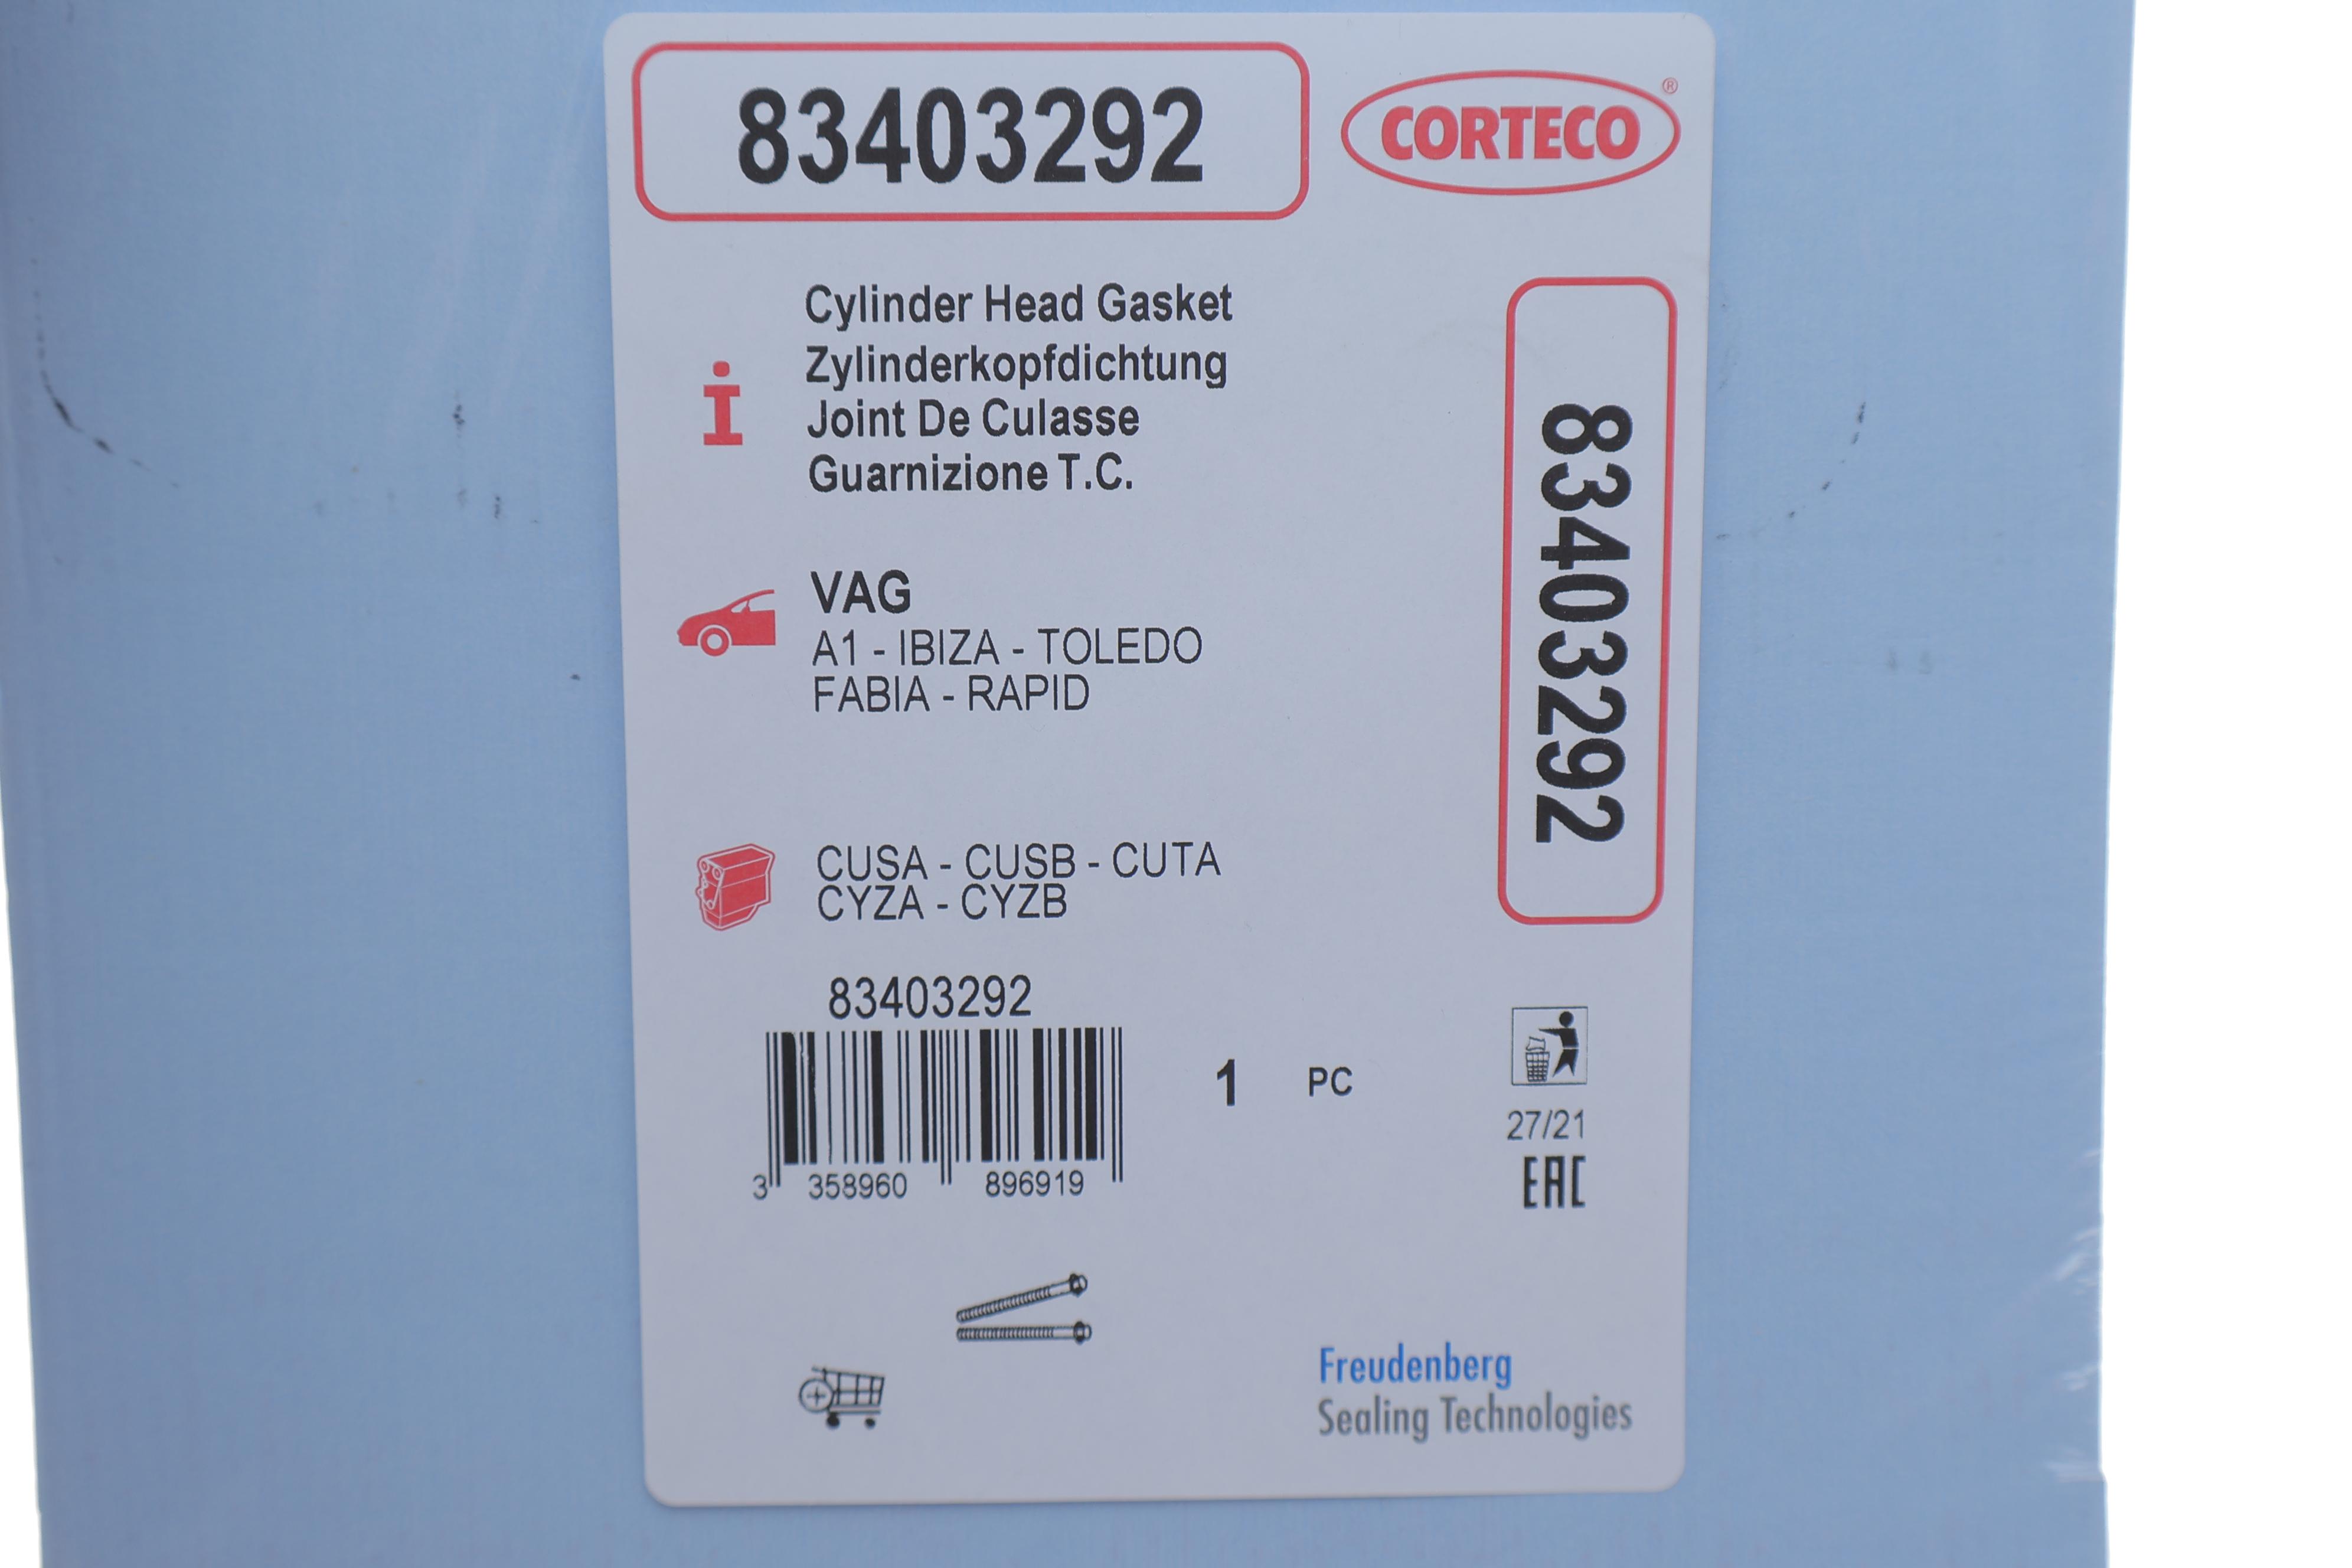 83403292
CORTECO®
Cylinder Head Gasket
Zylinderkopfdichtung
Joint De Culasse
Guarnizione T.C.
83403292
VAG
A1 - IBIZA - TOLEDO
FABIA - RAPID
CUSA - CUSB - CUTA
CYZA - CYZB
83403292
3 358960 896919
1 PC
27/21
EAC
Freudenberg
Sealing Technologies